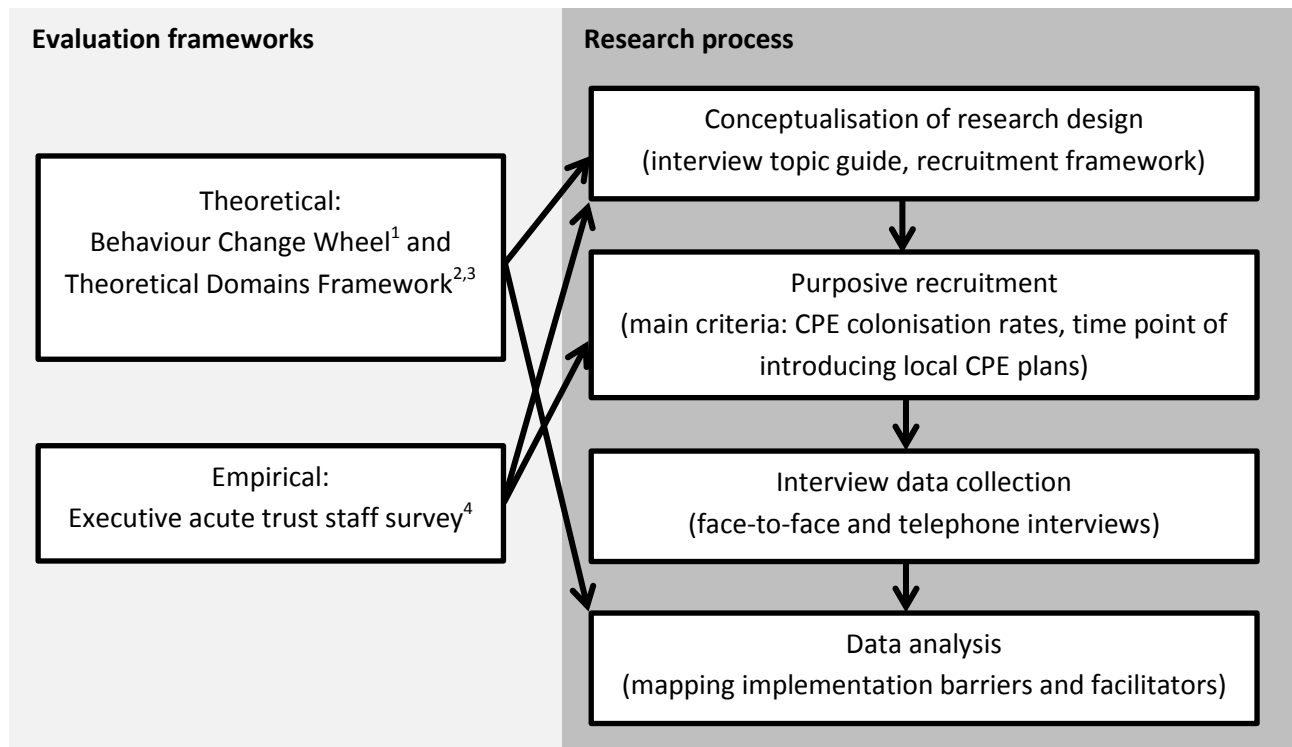 Evaluation frameworks
Theoretical:
Behaviour Change Wheel1 and
Theoretical Domains Framework2,3
Empirical:
Executive acute trust staff survey4
Research process
Conceptualisation of research design
(interview topic guide, recruitment framework)
Purposive recruitment
(main criteria: CPE colonisation rates, time point of
introducing local CPE plans)
Interview data collection
(face-to-face and telephone interviews)
Data analysis
(mapping implementation barriers and facilitators)